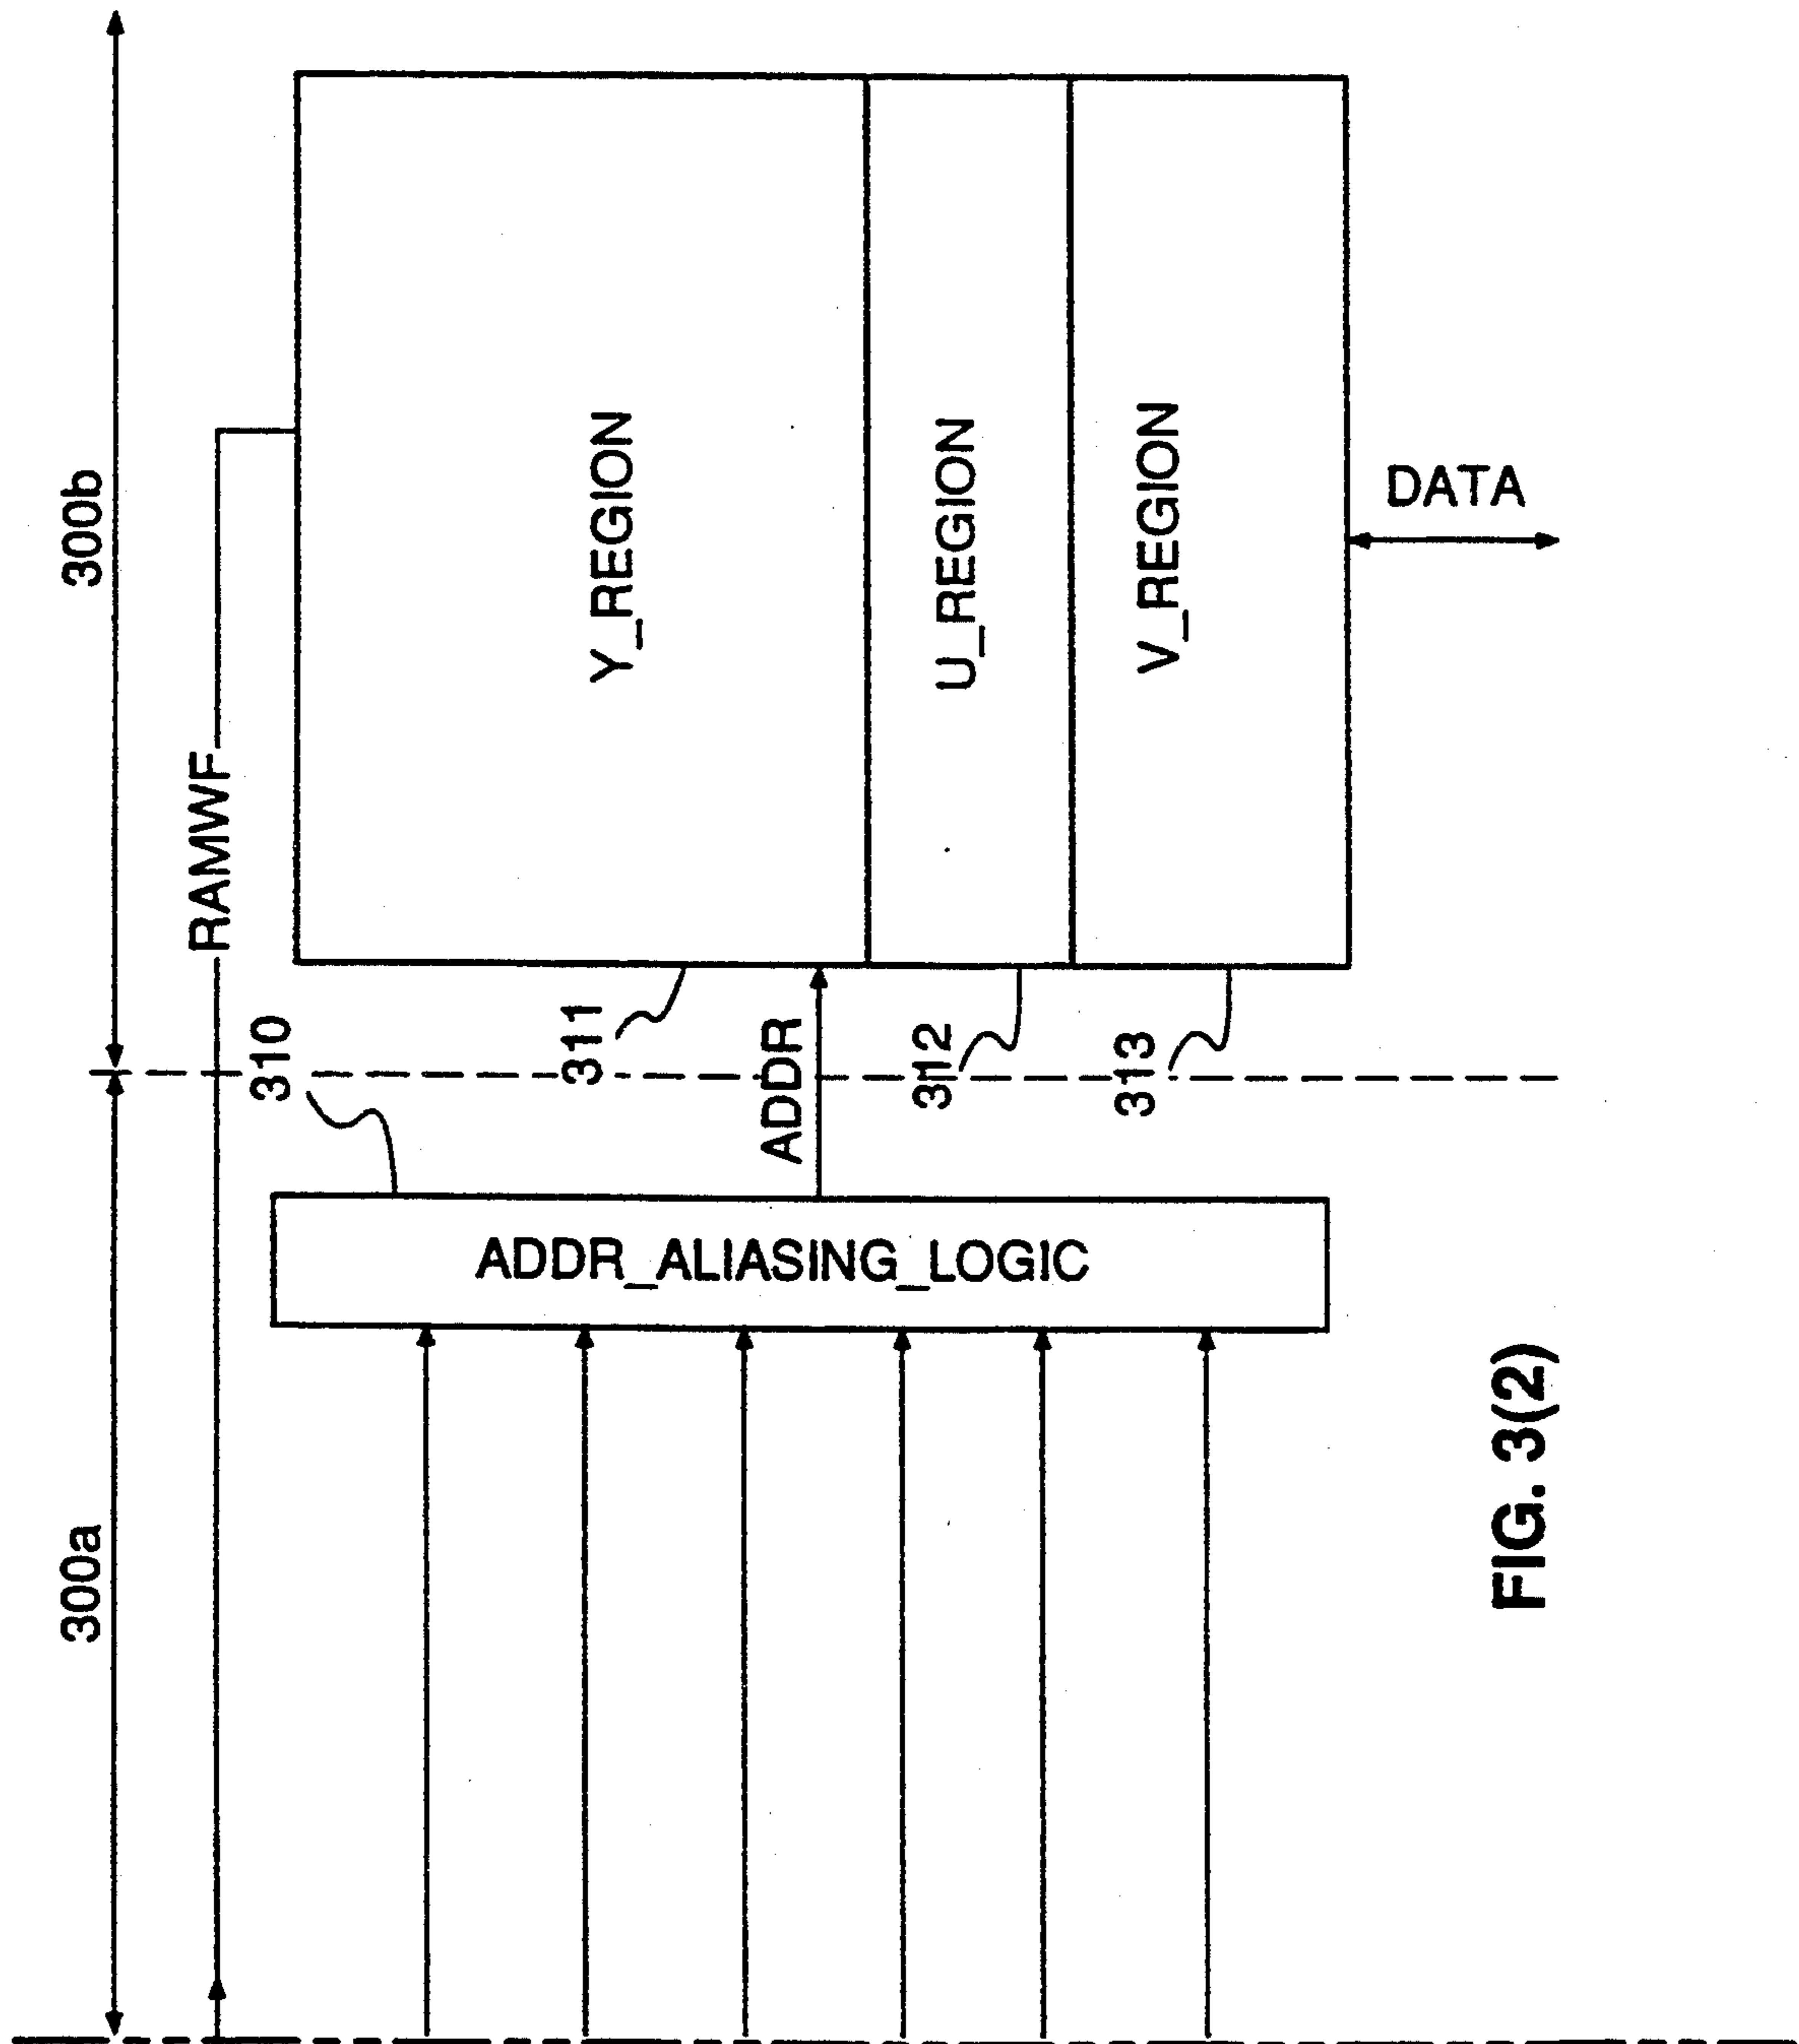 300b
300a
RAMWF
310
311
ADDR
312
313
Y_REGION
U_REGION
V_REGION
DATA
ADDR_ALIASING_LOGIC
FIG. 3(2)